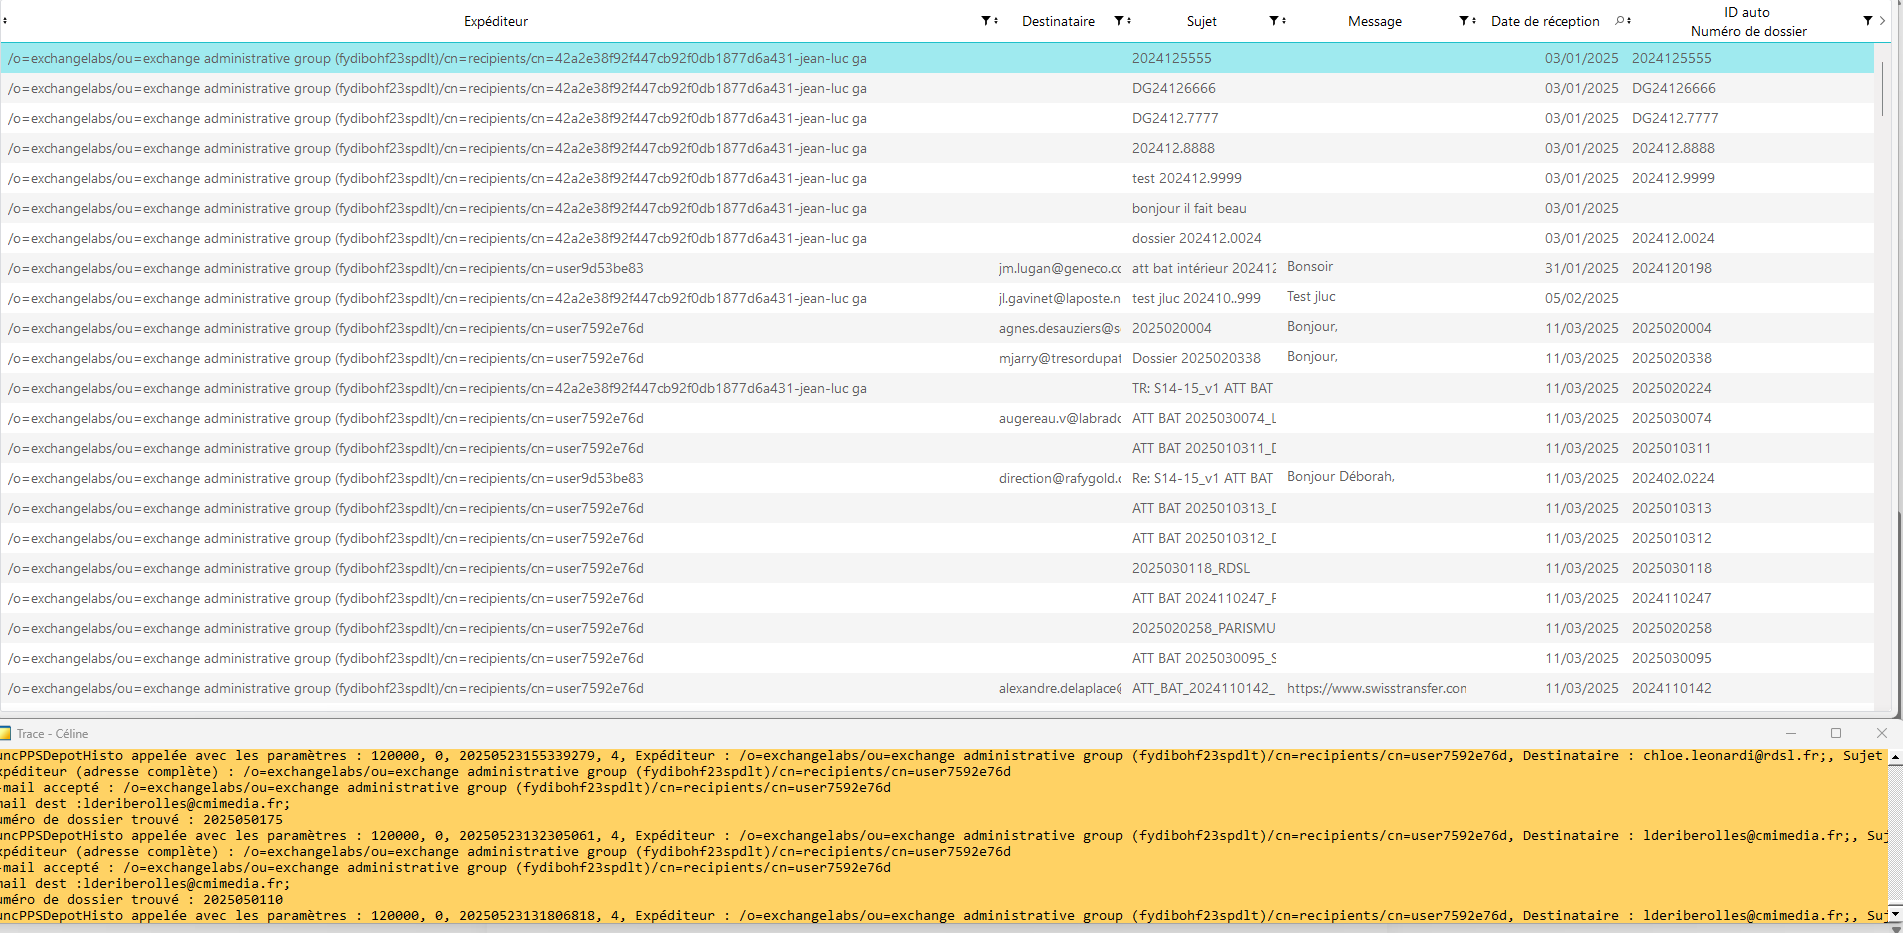 Expéditeur Destinataire Sujet Message Date de réception ID auto
Numéro de dossier
/o=exchangelabs/ou=exchange administrative group (fydibohf23spdlt)/cn=recipients/cn=42a2e38f92f447cb92f0db1877d6a431-jean-luc ga 2024125555 03/01/2025 2024125555
/o=exchangelabs/ou=exchange administrative group (fydibohf23spdlt)/cn=recipients/cn=42a2e38f92f447cb92f0db1877d6a431-jean-luc ga DG24126666 03/01/2025 DG24126666
/o=exchangelabs/ou=exchange administrative group (fydibohf23spdlt)/cn=recipients/cn=42a2e38f92f447cb92f0db1877d6a431-jean-luc ga DG2412.7777 03/01/2025 DG2412.7777
/o=exchangelabs/ou=exchange administrative group (fydibohf23spdlt)/cn=recipients/cn=42a2e38f92f447cb92f0db1877d6a431-jean-luc ga 202412.8888 03/01/2025 202412.8888
/o=exchangelabs/ou=exchange administrative group (fydibohf23spdlt)/cn=recipients/cn=42a2e38f92f447cb92f0db1877d6a431-jean-luc ga test 202412.9999 03/01/2025 202412.9999
/o=exchangelabs/ou=exchange administrative group (fydibohf23spdlt)/cn=recipients/cn=42a2e38f92f447cb92f0db1877d6a431-jean-luc ga bonjour il fait beau 03/01/2025
/o=exchangelabs/ou=exchange administrative group (fydibohf23spdlt)/cn=recipients/cn=42a2e38f92f447cb92f0db1877d6a431-jean-luc ga dossier 202412.0024 03/01/2025 202412.0024
/o=exchangelabs/ou=exchange administrative group (fydibohf23spdlt)/cn=recipients/cn=user9d53be83 jm.lugan@geneco.cc att bat intérieur 202412 Bonsoir 31/01/2025 2024120198
/o=exchangelabs/ou=exchange administrative group (fydibohf23spdlt)/cn=recipients/cn=42a2e38f92f447cb92f0db1877d6a431-jean-luc ga jl.gavinet@laposte.n test jluc 202410..999 Test jluc 05/02/2025
/o=exchangelabs/ou=exchange administrative group (fydibohf23spdlt)/cn=recipients/cn=user7592e76d agnes.desauziers@s 2025020004 Bonjour, 11/03/2025 2025020004
/o=exchangelabs/ou=exchange administrative group (fydibohf23spdlt)/cn=recipients/cn=user7592e76d mjarry@tresordupat Dossier 2025020338 Bonjour, 11/03/2025 2025020338
/o=exchangelabs/ou=exchange administrative group (fydibohf23spdlt)/cn=recipients/cn=42a2e38f92f447cb92f0db1877d6a431-jean-luc ga TR: S14-15_v1 ATT BAT 11/03/2025 2025020224
/o=exchangelabs/ou=exchange administrative group (fydibohf23spdlt)/cn=recipients/cn=user7592e76d augereau.v@labradc ATT BAT 2025030074_L 11/03/2025 2025030074
/o=exchangelabs/ou=exchange administrative group (fydibohf23spdlt)/cn=recipients/cn=user7592e76d ATT BAT 2025010311_D 11/03/2025 2025010311
/o=exchangelabs/ou=exchange administrative group (fydibohf23spdlt)/cn=recipients/cn=user9d53be83 direction@rafygold.c Re: S14-15_v1 ATT BAT Bonjour Déborah, 11/03/2025 202402.0224
/o=exchangelabs/ou=exchange administrative group (fydibohf23spdlt)/cn=recipients/cn=user7592e76d ATT BAT 2025010313_D 11/03/2025 2025010313
/o=exchangelabs/ou=exchange administrative group (fydibohf23spdlt)/cn=recipients/cn=user7592e76d ATT BAT 2025010312_D 11/03/2025 2025010312
/o=exchangelabs/ou=exchange administrative group (fydibohf23spdlt)/cn=recipients/cn=user7592e76d 2025030118_RDSL 11/03/2025 2025030118
/o=exchangelabs/ou=exchange administrative group (fydibohf23spdlt)/cn=recipients/cn=user7592e76d ATT BAT 2024110247_F 11/03/2025 2024110247
/o=exchangelabs/ou=exchange administrative group (fydibohf23spdlt)/cn=recipients/cn=user7592e76d 2025020258_PARISMU 11/03/2025 2025020258
/o=exchangelabs/ou=exchange administrative group (fydibohf23spdlt)/cn=recipients/cn=user7592e76d ATT BAT 2025030095_S 11/03/2025 2025030095
/o=exchangelabs/ou=exchange administrative group (fydibohf23spdlt)/cn=recipients/cn=user7592e76d alexandre.delaplace@ ATT_BAT_2024110142_ https://www.swisstransfer.con 11/03/2025 2024110142
Trace - Céline
uncPPSDepotHisto appelée avec les paramètres : 120000, 0, 20250523155339279, 4, Expéditeur : /o=exchangelabs/ou=exchange administrative group (fydibohf23spdlt)/cn=recipients/cn=user7592e76d, Destinataire : chloe.leonardi@rdsl.fr;, Sujet
xpéditeur (adresse complète) : /o=exchangelabs/ou=exchange administrative group (fydibohf23spdlt)/cn=recipients/cn=user7592e76d
-mail accepté : /o=exchangelabs/ou=exchange administrative group (fydibohf23spdlt)/cn=recipients/cn=user7592e76d
mail dest :lderiberolles@cmimedia.fr;
uméro de dossier trouvé : 2025050175
uncPPSDepotHisto appelée avec les paramètres : 120000, 0, 20250523132305061, 4, Expéditeur : /o=exchangelabs/ou=exchange administrative group (fydibohf23spdlt)/cn=recipients/cn=user7592e76d, Destinataire : lderiberolles@cmimedia.fr;, Suj
xpéditeur (adresse complète) : /o=exchangelabs/ou=exchange administrative group (fydibohf23spdlt)/cn=recipients/cn=user7592e76d
-mail accepté : /o=exchangelabs/ou=exchange administrative group (fydibohf23spdlt)/cn=recipients/cn=user7592e76d
mail dest :lderiberolles@cmimedia.fr;
uméro de dossier trouvé : 2025050110
uncPPSDepotHisto appelée avec les paramètres : 120000, 0, 20250523131806818, 4, Expéditeur : /o=exchangelabs/ou=exchange administrative group (fydibohf23spdlt)/cn=recipients/cn=user7592e76d, Destinataire : lderiberolles@cmimedia.fr;, Suj